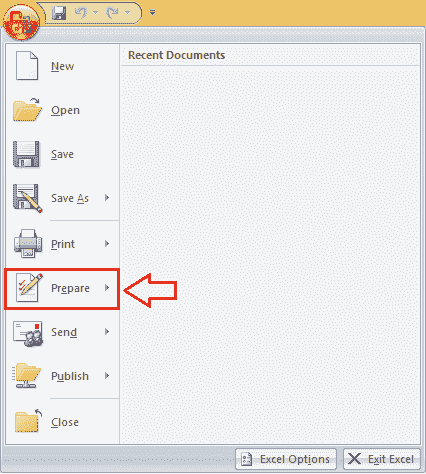 Recent Documents
New
Open
Save
Save As
Print
Prepare
Send
Publish
Close
Excel Options
Exit Excel